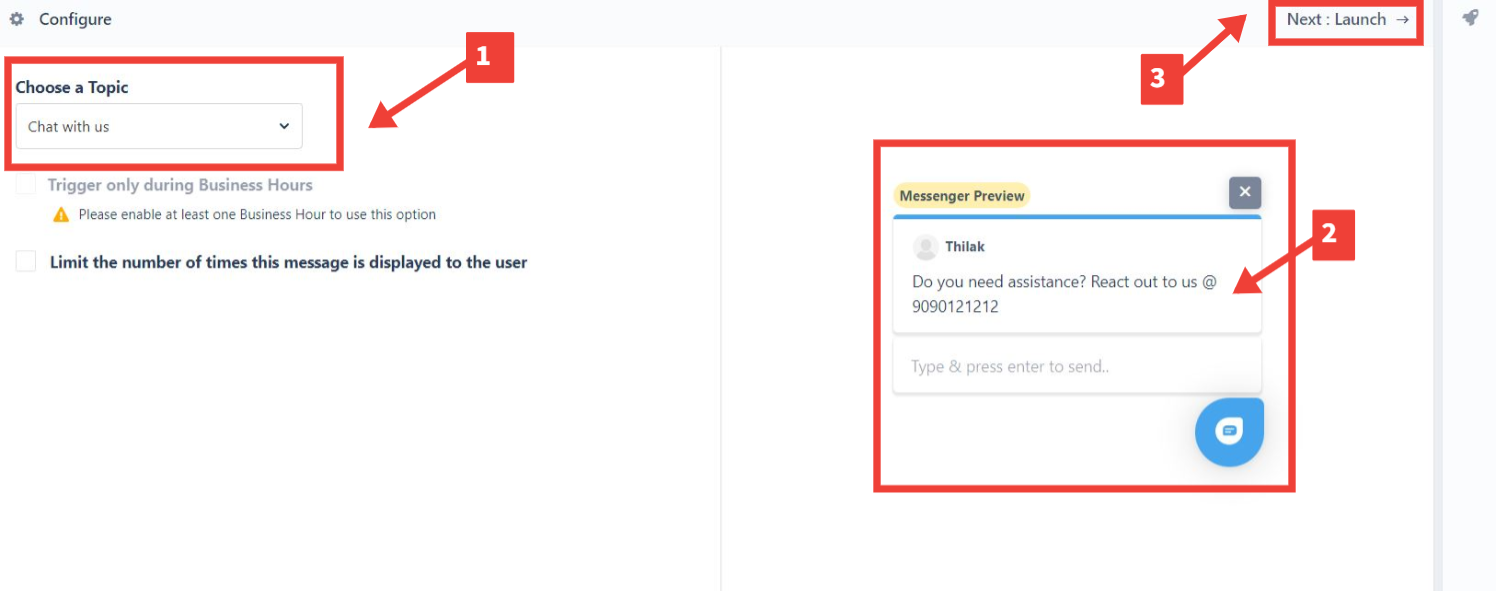 Configure
Next : Launch →
3
1
Choose a Topic
Chat with us
Trigger only during Business Hours
Please enable at least one Business Hour to use this option
Limit the number of times this message is displayed to the user
Messenger Preview
2
Thilak
Do you need assistance? React out to us @
9090121212
Type & press enter to send..